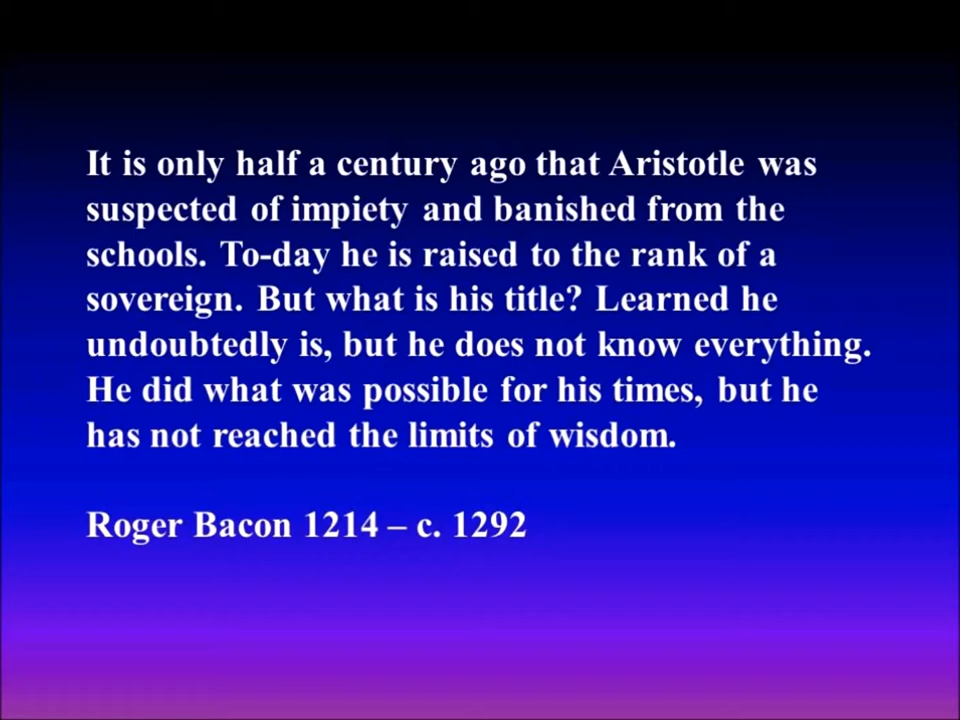 It is only half a century ago that Aristotle was
suspected of impiety and banished from the
schools. To-day he is raised to the rank of a
sovereign. But what is his title? Learned he
undoubtedly is, but he does not know everything.
He did what was possible for his times, but he
has not reached the limits of wisdom.
Roger Bacon 1214 – c. 1292